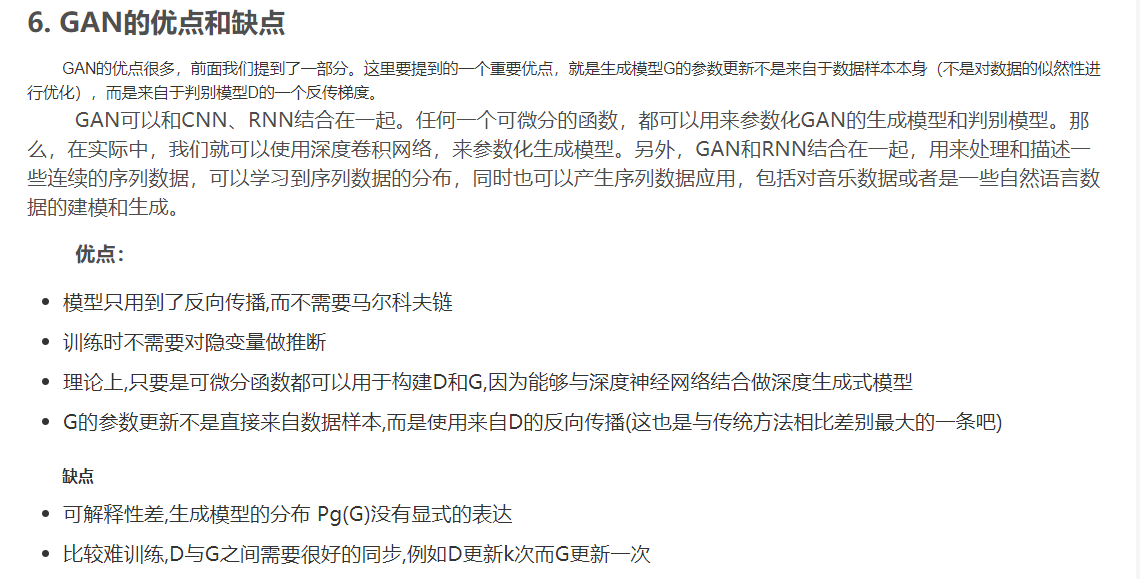 6. GAN的优点和缺点
GAN的优点很多，前面我们提到了一部分。这里要提到的一个重要优点，就是生成模型G的参数更新不是来自于数据样本本身（不是对数据的似然性进
行优化），而是来自于判别模型D的一个反传梯度。
GAN可以和CNN、RNN结合在一起。任何一个可微分的函数，都可以用来参数化GAN的生成模型和判别模型。那
么，在实际中，我们就可以使用深度卷积网络，来参数化生成模型。另外，GAN和RNN结合在一起，用来处理和描述一
些连续的序列数据，可以学习到序列数据的分布，同时也可以产生序列数据应用，包括对音乐数据或者是一些自然语言数
据的建模和生成。
优点：
• 模型只用到了反向传播,而不需要马尔科夫链
• 训练时不需要对隐变量做推断
• 理论上,只要是可微分函数都可以用于构建D和G,因为能够与深度神经网络结合做深度生成式模型
• G的参数更新不是直接来自数据样本,而是使用来自D的反向传播(这也是与传统方法相比差别最大的一条吧)
缺点
• 可解释性差,生成模型的分布 Pg(G)没有显式的表达
• 比较难训练,D与G之间需要很好的同步,例如D更新k次而G更新一次